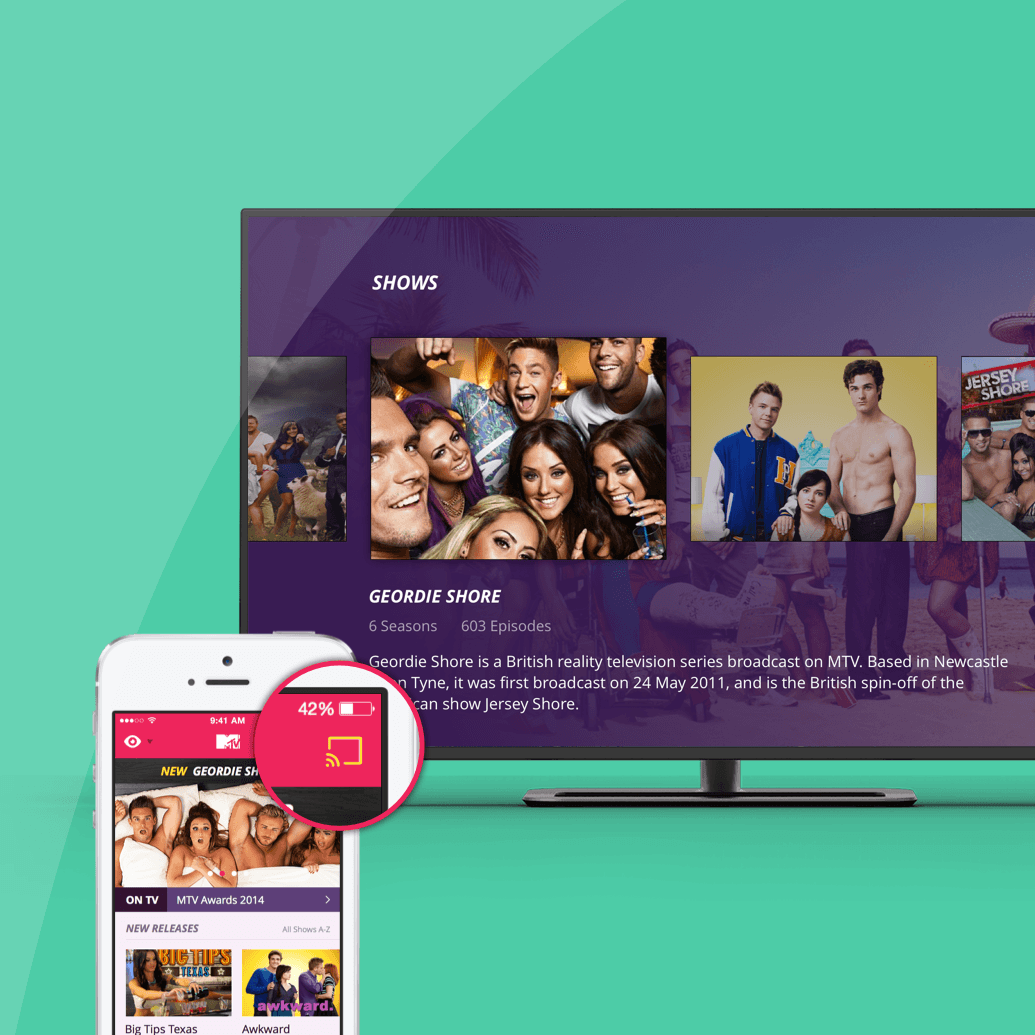 SHOWS
JERSEY
SHORE
GEORDIE SHORE
6 Seasons 603 Episodes
Geordie Shore is a British reality television series broadcast on MTV. Based in Newcastle
n Tyne, it was first broadcast on 24 May 2011, and is the British spin-off of the
can show Jersey Shore.
42%
9:41 AM
MTV
NEW GEORDIE SH
ON TV MTV Awards 2014
NEW RELEASES All Shows A-Z
BIG TIPS
TEXAS
awkward.
Big Tips Texas Awkward